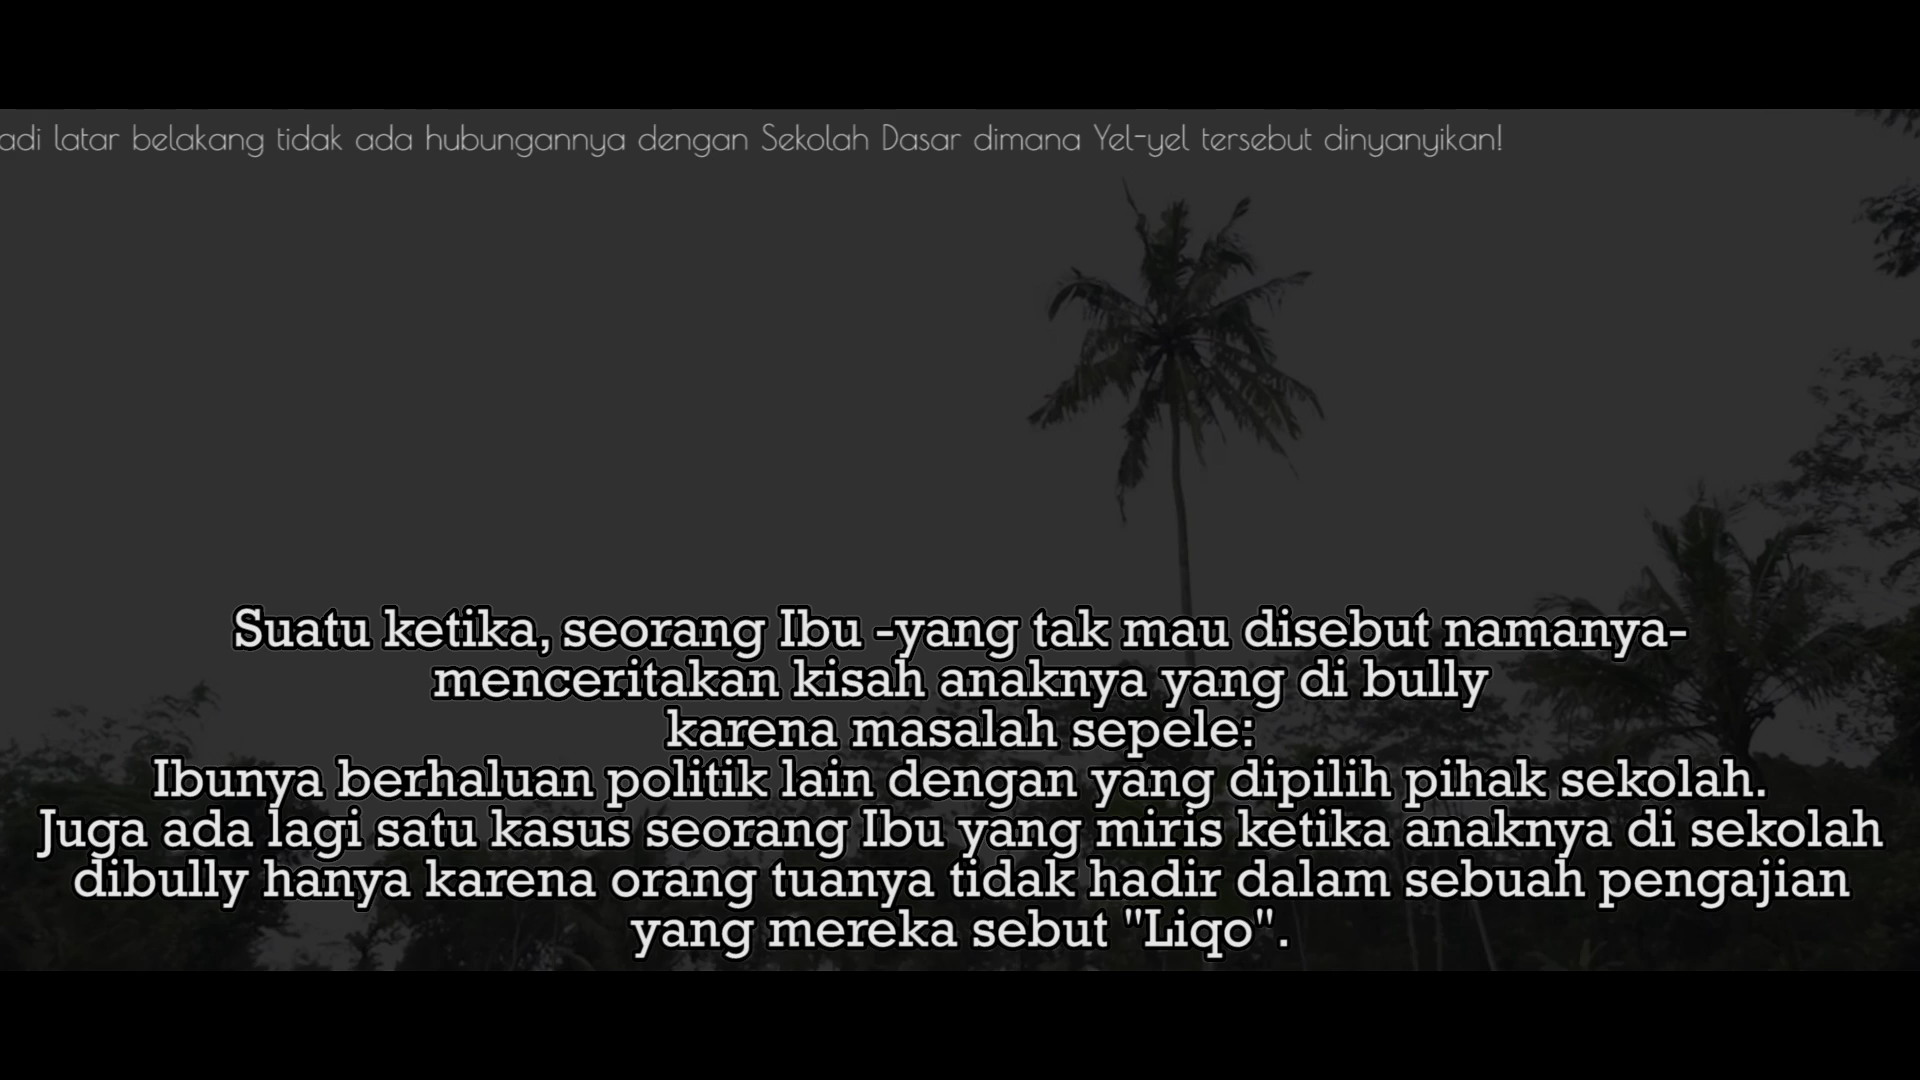 adi latar belakang tidak ada hubungannya dengan Sekolah Dasar dimana Yel-yel tersebut dinyanyikan!
Suatu ketika, seorang Ibu -yang tak mau disebut namanya-
menceritakan kisah anaknya yang di bully
karena masalah sepele:
Ibunya berhaluan politik lain dengan yang dipilih pihak sekolah.
Juga ada lagi satu kasus seorang Ibu yang miris ketika anaknya di sekolah
dibully hanya karena orang tuanya tidak hadir dalam sebuah pengajian
yang mereka sebut "Liqo".